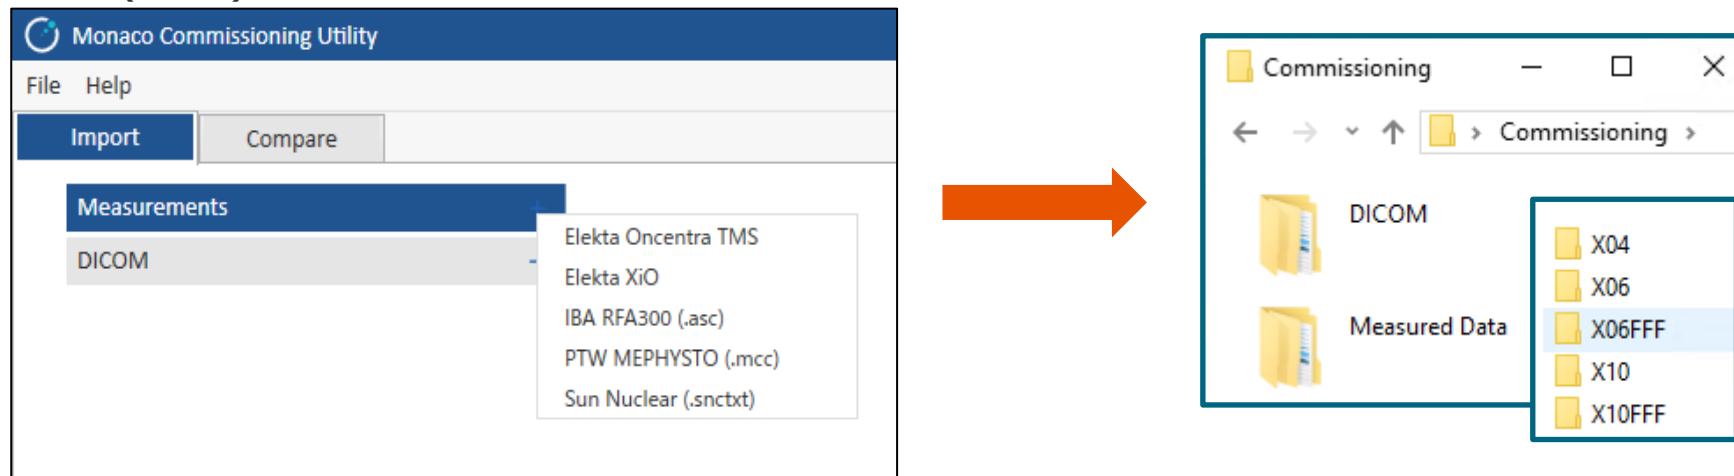 Monaco Commissioning Utility
File Help
Import Compare
Measurements +
DICOM -
Elekta Oncentra TMS
Elekta XiO
IBA RFA300 (.asc)
PTW MEPHYSTO (.mcc)
Sun Nuclear (.snctxt)
Commissioning
> Commissioning >
DICOM
Measured Data
X04
X06
X06FFF
X10
X10FFF